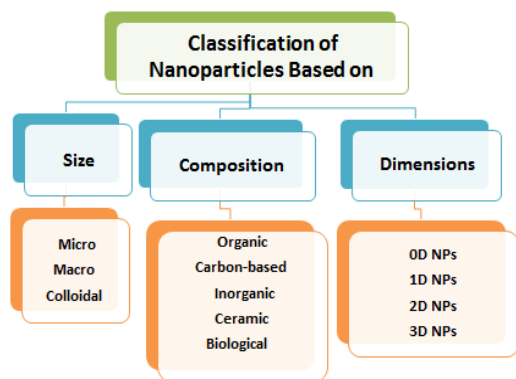 Classification of
Nanoparticles Based on
Size
Composition
Dimensions
Micro
Macro
Colloidal
Organic
Carbon-based
Inorganic
Ceramic
Biological
0D NPs
1D NPs
2D NPs
3D NPs